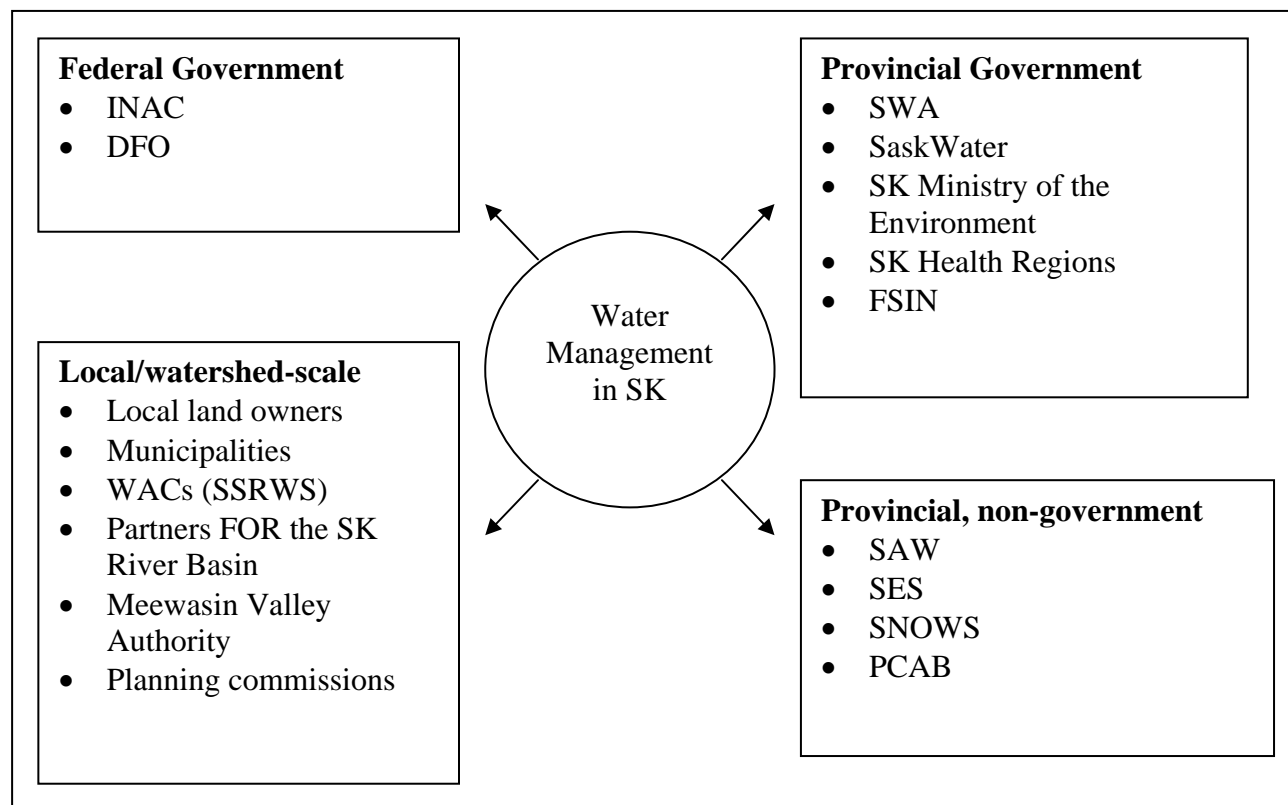 Federal Government
• INAC
• DFO
Provincial Government
• SWA
• SaskWater
• SK Ministry of the
Environment
• SK Health Regions
• FSIN
Water
Management
in SK
Local/watershed-scale
• Local land owners
• Municipalities
• WACs (SSRWS)
• Partners FOR the SK
River Basin
• Meewasin Valley
Authority
• Planning commissions
Provincial, non-government
• SAW
• SES
• SNOWS
• PCAB